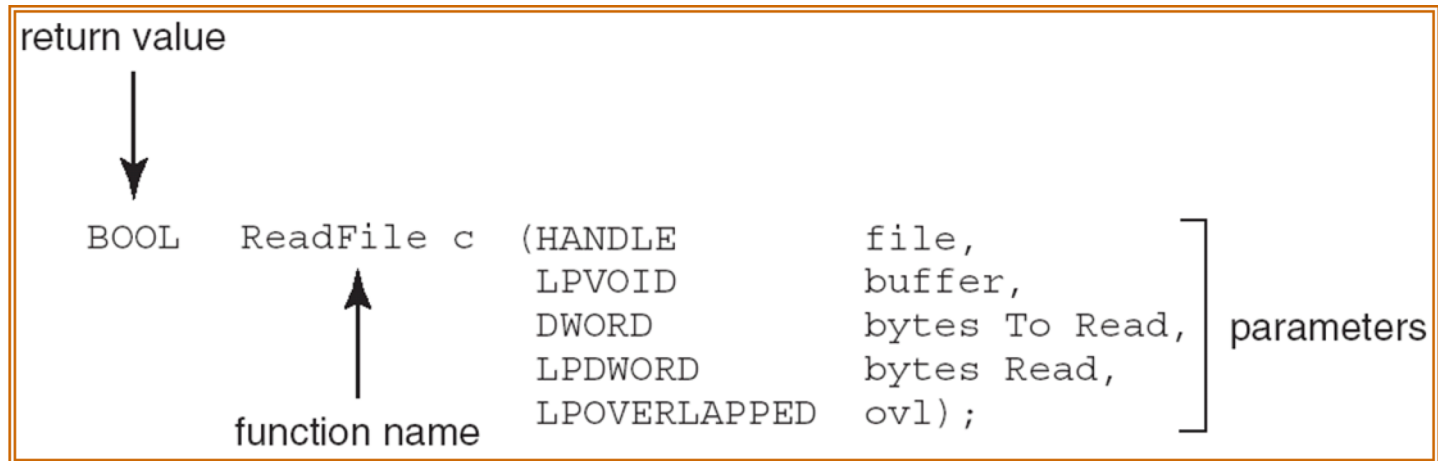 return value
BOOL ReadFile c (HANDLE file,
LPVOID buffer,
DWORD bytes To Read,
LPDWORD bytes Read,
LPOVERLAPPED ovl);
parameters
function name